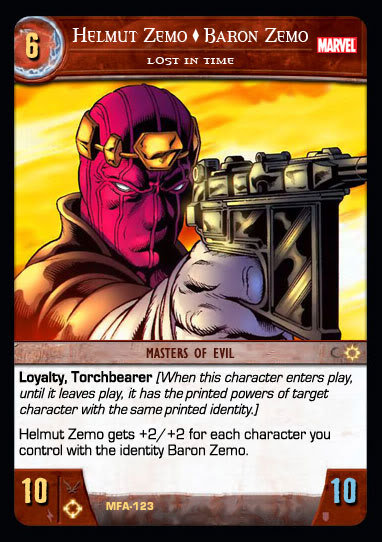 6
HELMUT ZEMO ♦ BARON ZEMO
MARVEL
LOST IN TIME
MASTERS OF EVIL
Loyalty, Torchbearer [When this character enters play,
until it leaves play, it has the printed powers of target
character with the same printed identity.]
Helmut Zemo gets +2/+2 for each character you
control with the identity Baron Zemo.
10
MFA-123
10